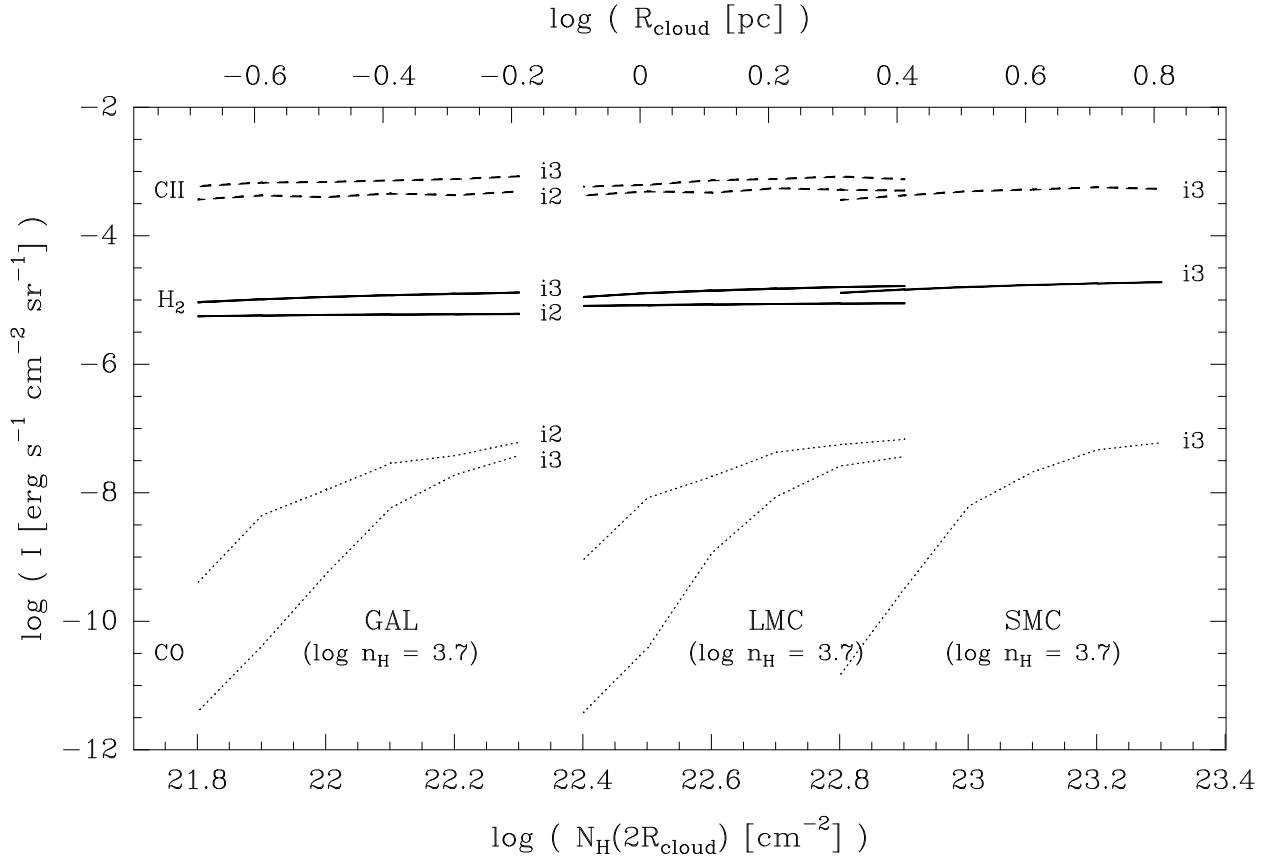 log ( R_cloud [pc] )
−0.6 −0.4 −0.2 0 0.2 0.4 0.6 0.8
−2
i3
CII i2 i3
−4
log ( I [erg s⁻¹ cm⁻² sr⁻¹] )
i3
H₂ i3
i2
−6
i2
i3 i3
−8
−10
GAL LMC SMC
CO (log n_H = 3.7) (log n_H = 3.7) (log n_H = 3.7)
−12
21.8 22 22.2 22.4 22.6 22.8 23 23.2 23.4
log ( N_H(2R_cloud) [cm⁻²] )